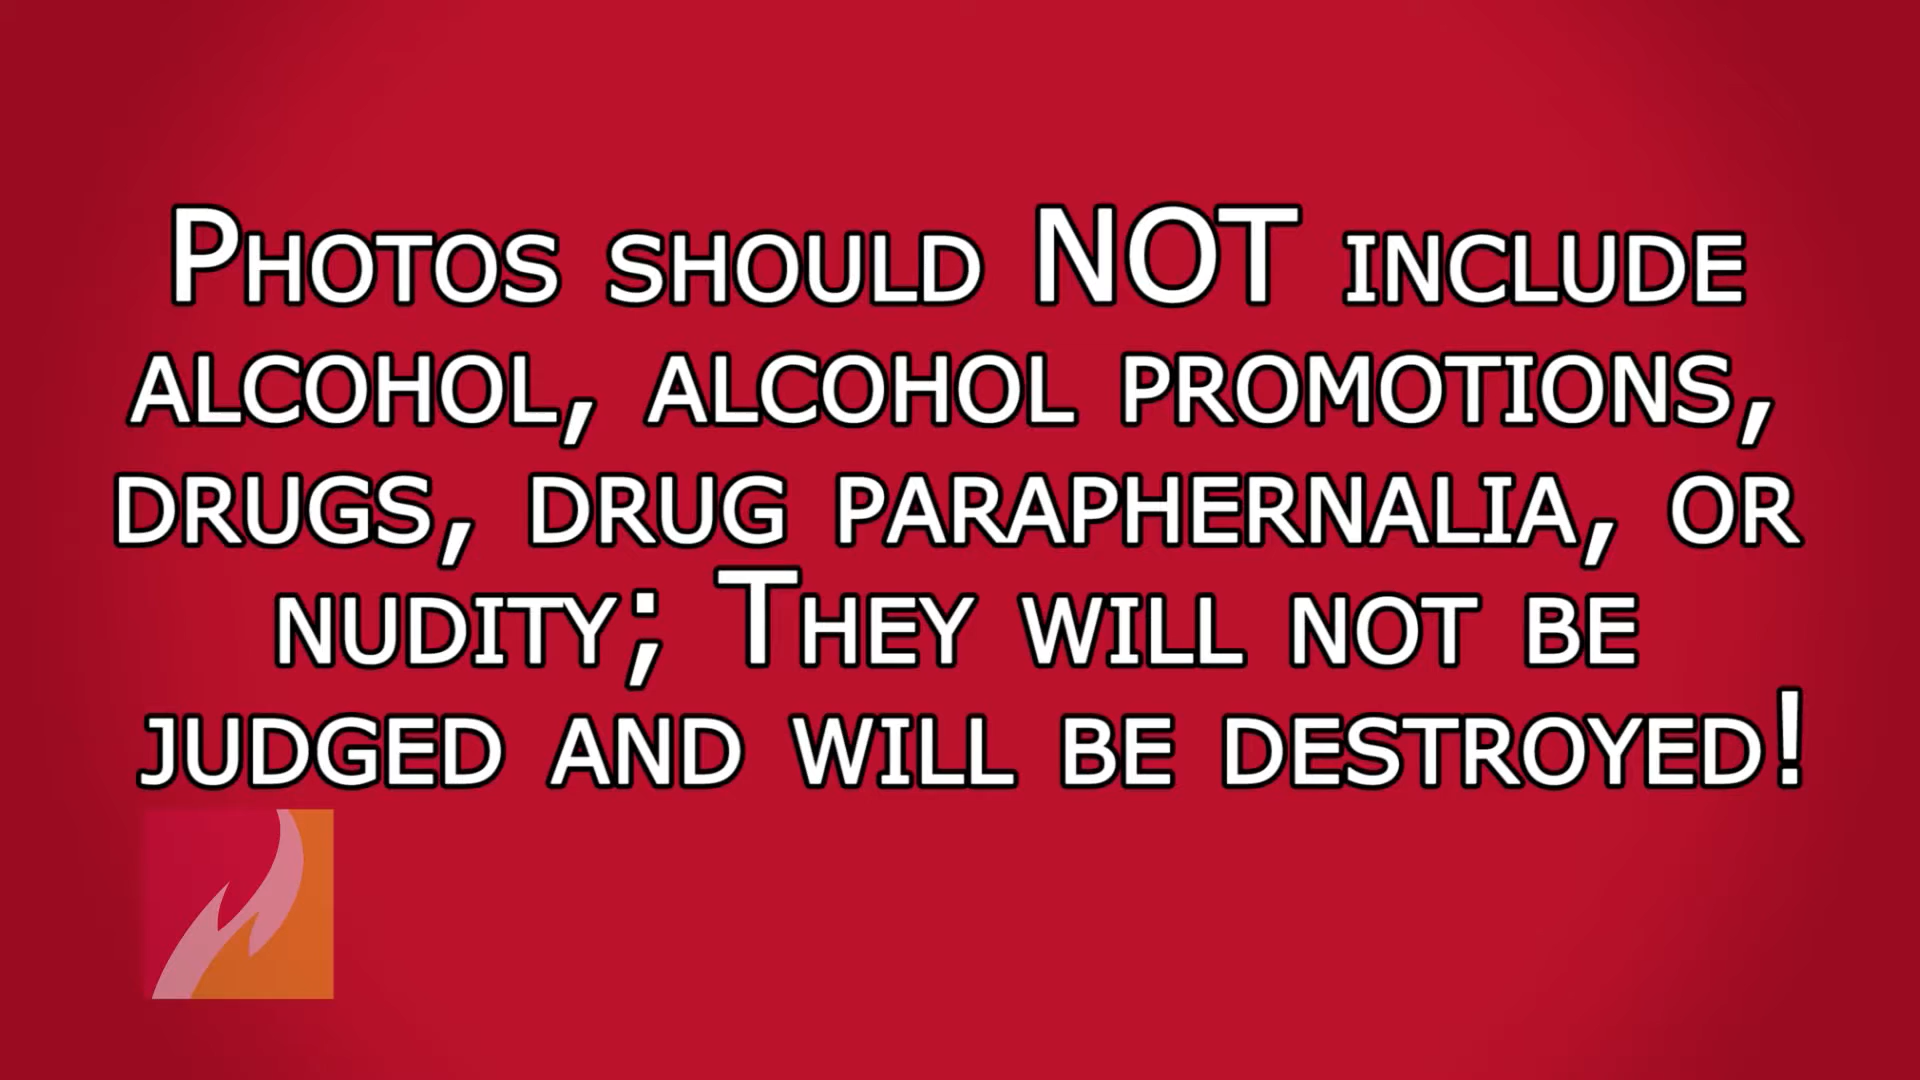 Photos should NOT include
alcohol, alcohol promotions,
drugs, drug paraphernalia, or
nudity; They will not be
judged and will be destroyed!